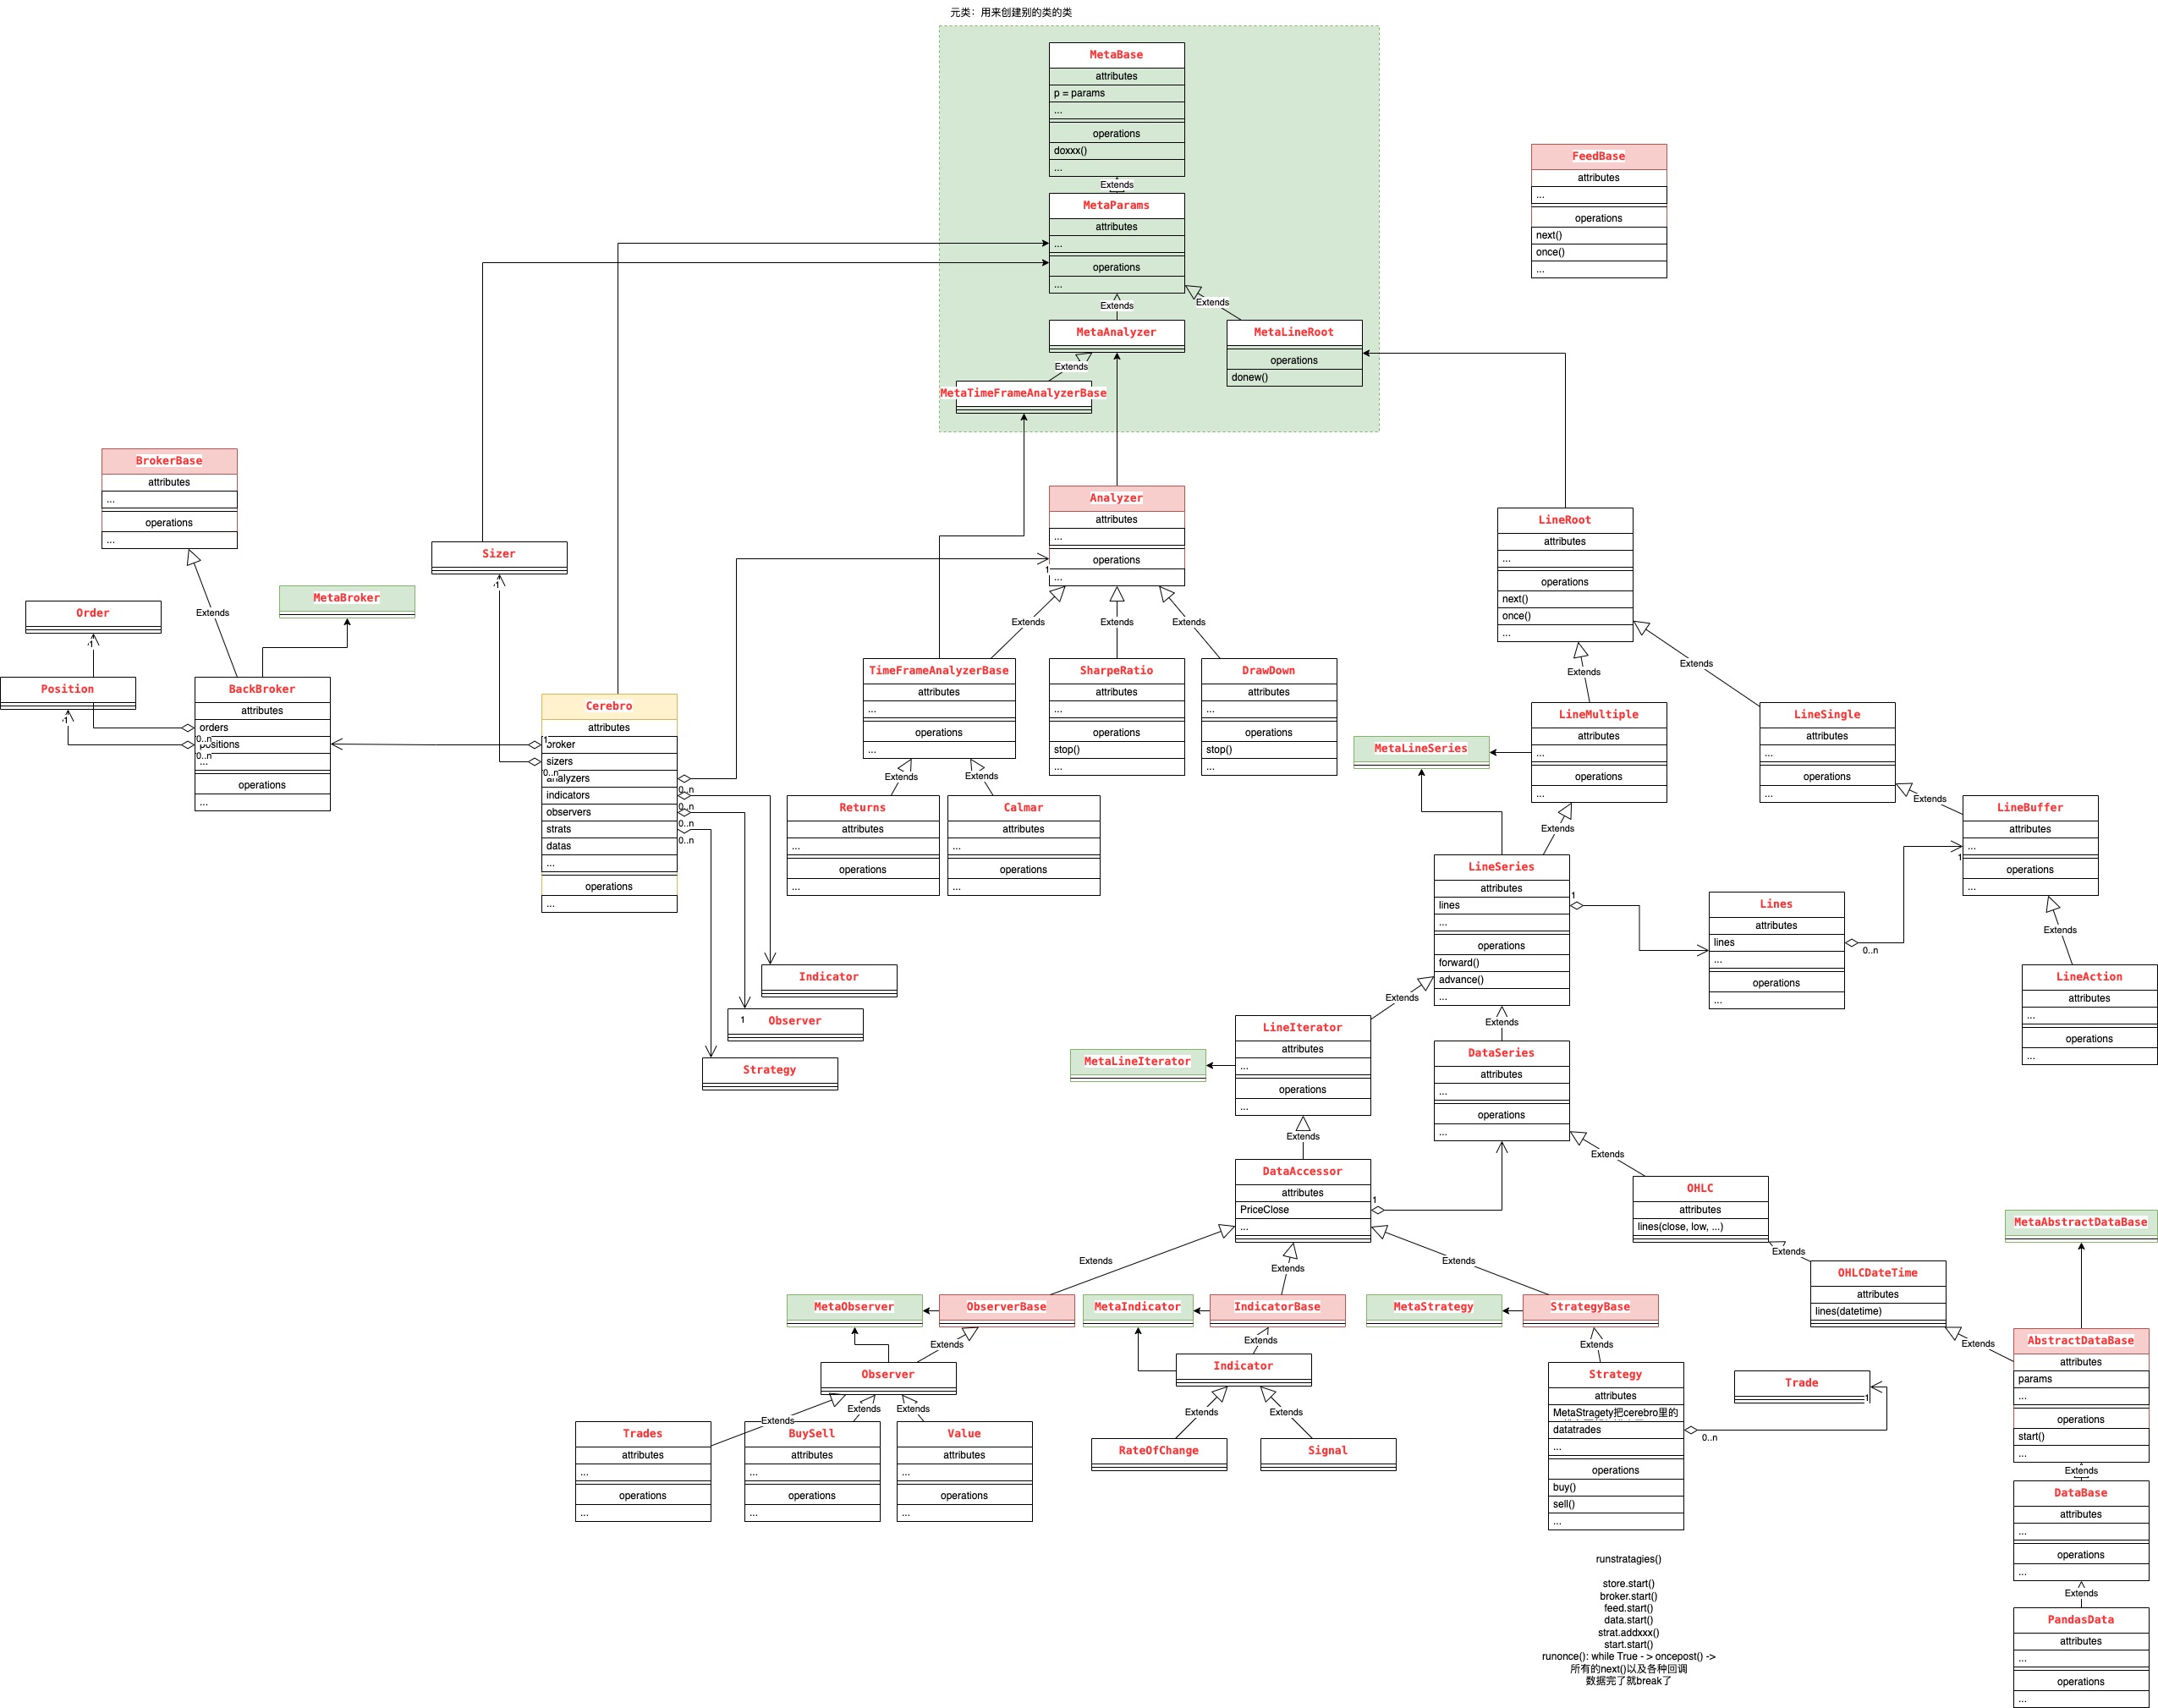 元类：用来创建别的类的类
MetaBase
attributes
p = params
...
operations
doxxx()
...
Extends
MetaParams
attributes
...
operations
...
Extends
Extends
MetaAnalyzer
MetaLineRoot
operations
donew()
Extends
MetaTimeFrameAnalyzerBase
FeedBase
attributes
...
operations
next()
once()
...
BrokerBase
attributes
...
operations
...
Extends
Sizer
1
MetaBroker
Order
1
Position
1
BackBroker
attributes
orders
0..n
positions
0..n
...
operations
...
Cerebro
attributes
1
broker
sizers
0..n
analyzers
indicators
observers
strats
datas
...
operations
...
0..n
0..n
0..n
0..n
Analyzer
attributes
...
operations
1
...
Extends
Extends
Extends
TimeFrameAnalyzerBase
attributes
...
operations
...
SharpeRatio
attributes
...
operations
stop()
...
DrawDown
attributes
...
operations
stop()
...
Extends
Extends
Returns
attributes
...
operations
...
Calmar
attributes
...
operations
...
Indicator
1
Observer
Strategy
LineRoot
attributes
...
operations
next()
once()
...
Extends
Extends
LineMultiple
attributes
...
operations
...
LineSingle
attributes
...
operations
...
MetaLineSeries
Extends
Extends
LineBuffer
attributes
...
1
operations
...
LineSeries
attributes
lines
...
operations
forward()
advance()
...
1
Lines
attributes
lines
...
operations
...
0..n
Extends
LineAction
attributes
...
operations
...
Extends
Extends
LineIterator
attributes
...
operations
...
MetaLineIterator
DataSeries
attributes
...
operations
...
Extends
Extends
DataAccessor
attributes
PriceClose
...
1
OHLC
attributes
lines(close, low, ...)
Extends
OHLCDateTime
attributes
lines(datetime)
Extends
MetaAbstractDataBase
Extends
Extends
Extends
MetaObserver
ObserverBase
MetaIndicator
IndicatorBase
MetaStrategy
StrategyBase
Extends
Extends
Extends
Observer
Indicator
Strategy
attributes
MetaStragety把cerebro里的
datatrades
...
operations
buy()
sell()
...
0..n
Trade
1
Extends
Extends
Extends
Trades
attributes
...
operations
...
BuySell
attributes
...
operations
...
Value
attributes
...
operations
...
Extends
Extends
RateOfChange
Signal
AbstractDataBase
attributes
params
...
operations
start()
...
Extends
DataBase
attributes
...
operations
...
Extends
PandasData
attributes
...
operations
...
runstratagies()
store.start()
broker.start()
feed.start()
data.start()
strat.addxxx()
start.start()
runonce(): while True - > oncepost() ->
所有的next()以及各种回调
数据完了就break了